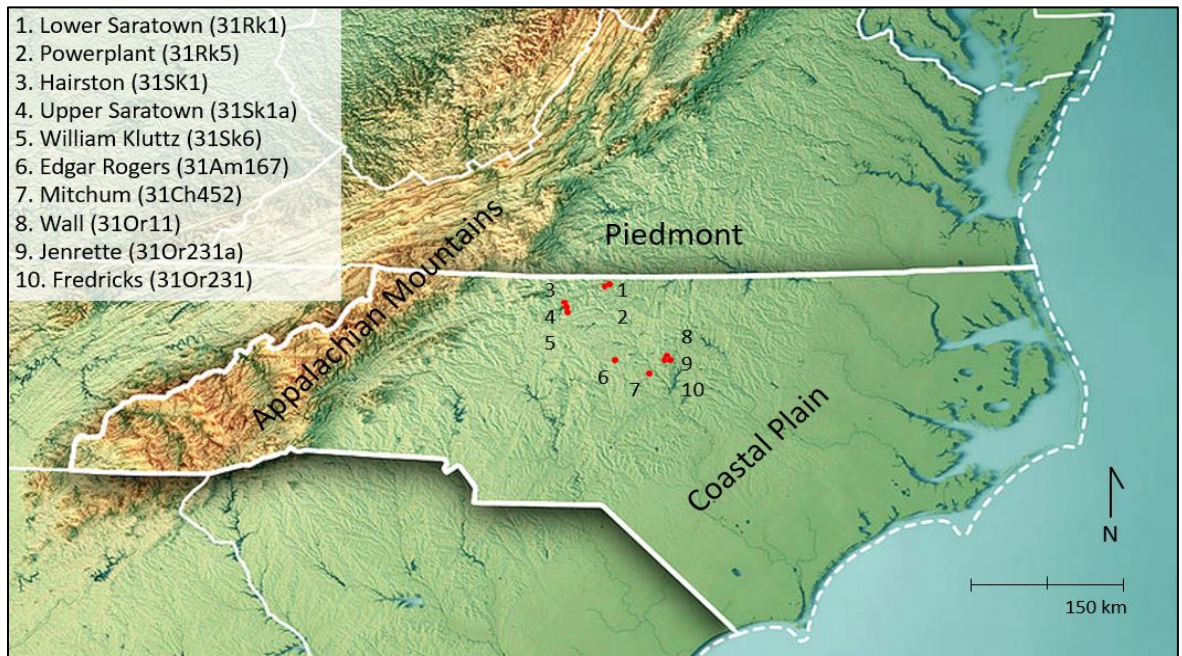 1. Lower Saratown (31Rk1)
2. Powerplant (31Rk5)
3. Hairston (31SK1)
4. Upper Saratown (31Sk1a)
5. William Kluttz (31Sk6)
6. Edgar Rogers (31Am167)
7. Mitchum (31Ch452)
8. Wall (31Or11)
9. Jenrette (31Or231a)
10. Fredricks (31Or231)
Appalachian Mountains
Piedmont
3
1
4
2
5
8
6
9
7
10
Coastal Plain
N
150 km